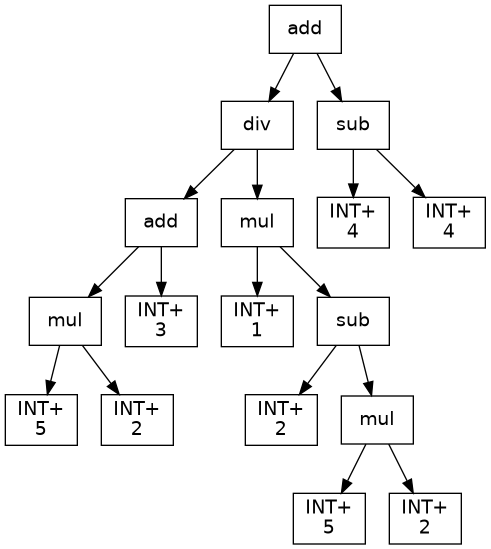 add
div
sub
add
mul
INT+
4
INT+
4
mul
INT+
3
INT+
1
sub
INT+
5
INT+
2
INT+
2
mul
INT+
5
INT+
2